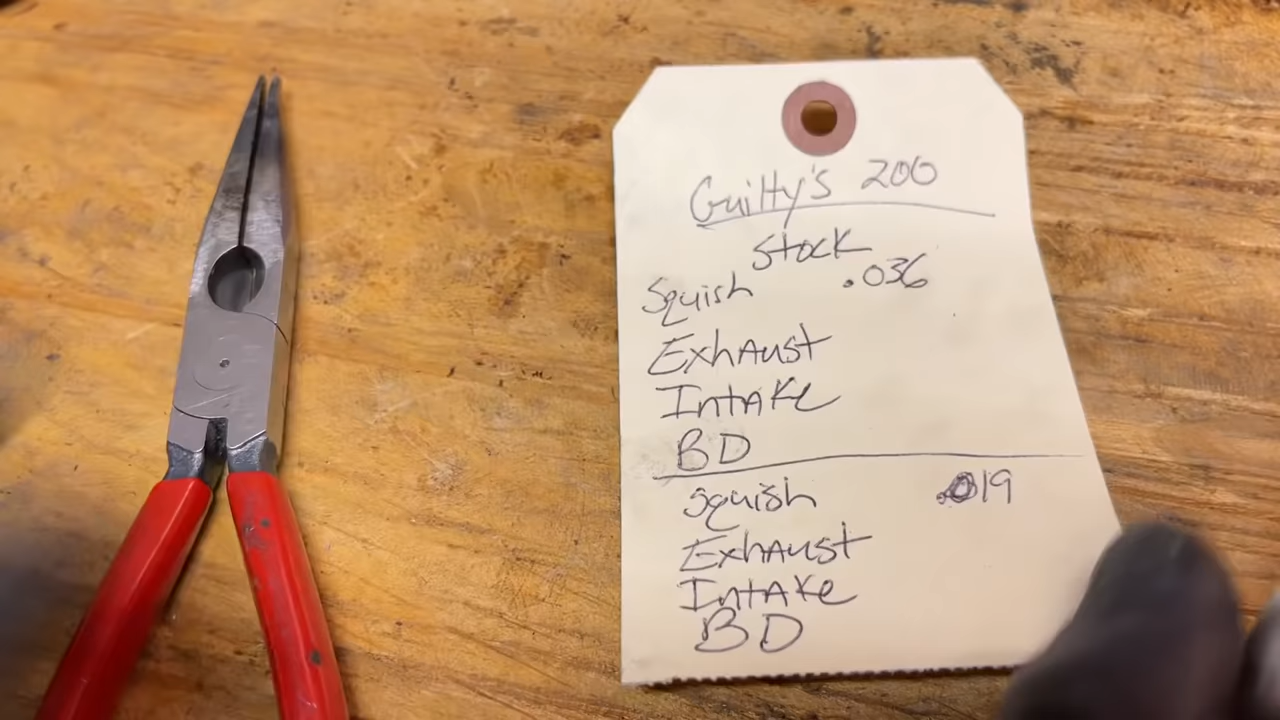 Guilty's 200
Stock
Squish .036
Exhaust
Intake
BD
Squish .019
Exhaust
Intake
BD